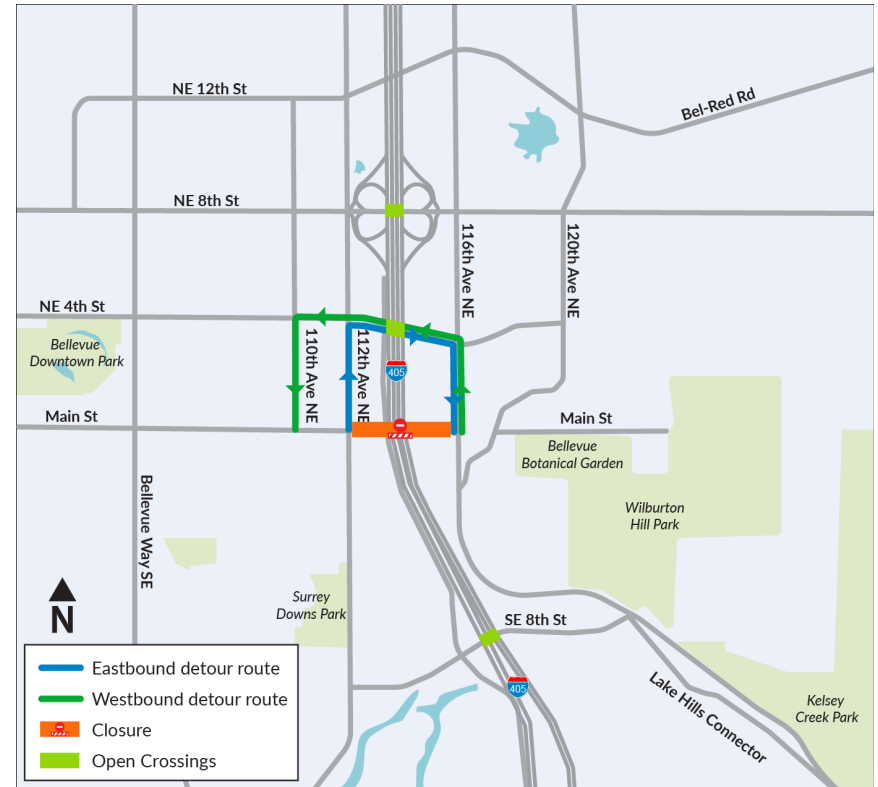 NE 12th St
Bel-Red Rd
NE 8th St
116th Ave NE
120th Ave NE
NE 4th St
Bellevue
Downtown Park
110th Ave NE
112th Ave NE
405
Main St
Main St
Bellevue
Botanical Garden
Bellevue Way SE
Wilburton
Hill Park
Surrey
Downs Park
N
SE 8th St
405
Lake Hills Connector
Kelsey
Creek Park
Eastbound detour route
Westbound detour route
Closure
Open Crossings